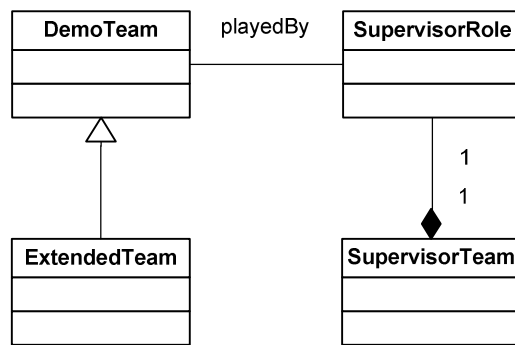 DemoTeam
playedBy
SupervisorRole
1
1
ExtendedTeam
SupervisorTeam